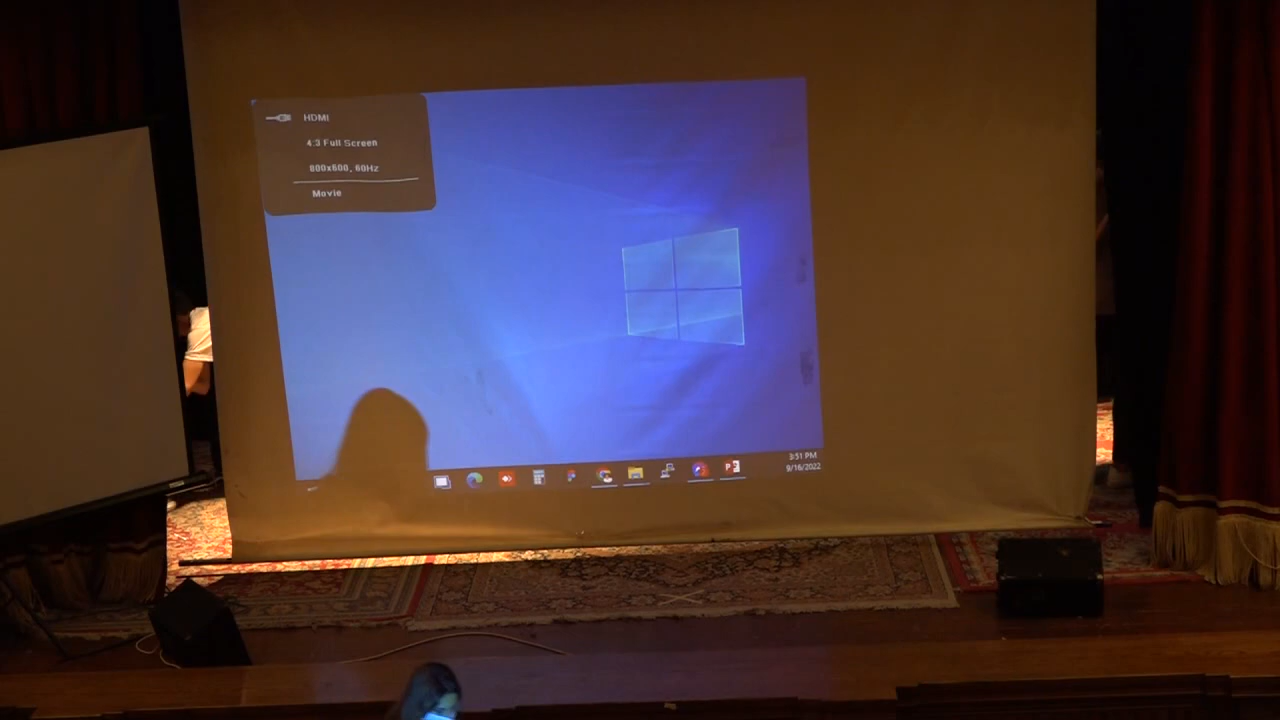 HDMI
4:3 Full Screen
800x600, 60Hz
Movie
3:51 PM
9/16/2022